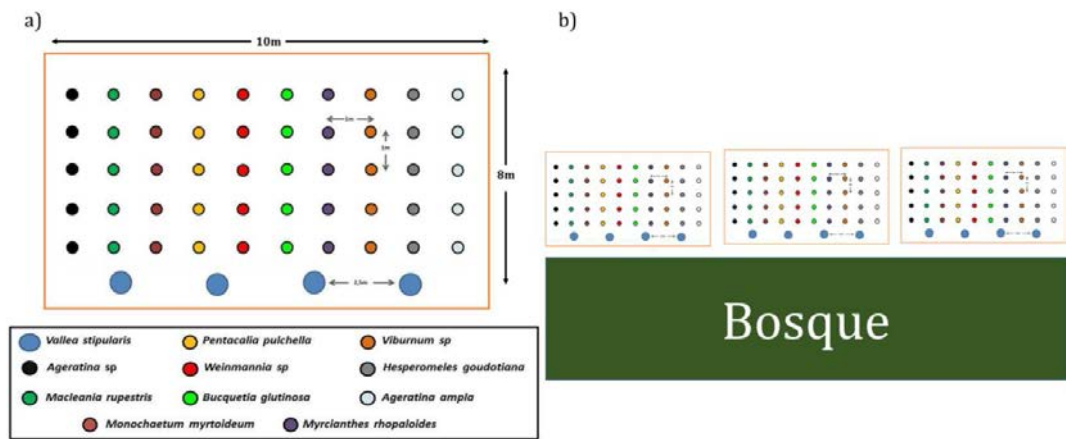 a)
10m
1m
1m
8m
2,5m
Vallea stipularis
Pentacalia pulchella
Viburnum sp
Ageratina sp
Weinmannia sp
Hesperomeles goudotiana
Macleania rupestris
Bucquetia glutinosa
Ageratina ampla
Monochaetum myrtoideum
Myrcianthes rhopaloides
b)
Bosque